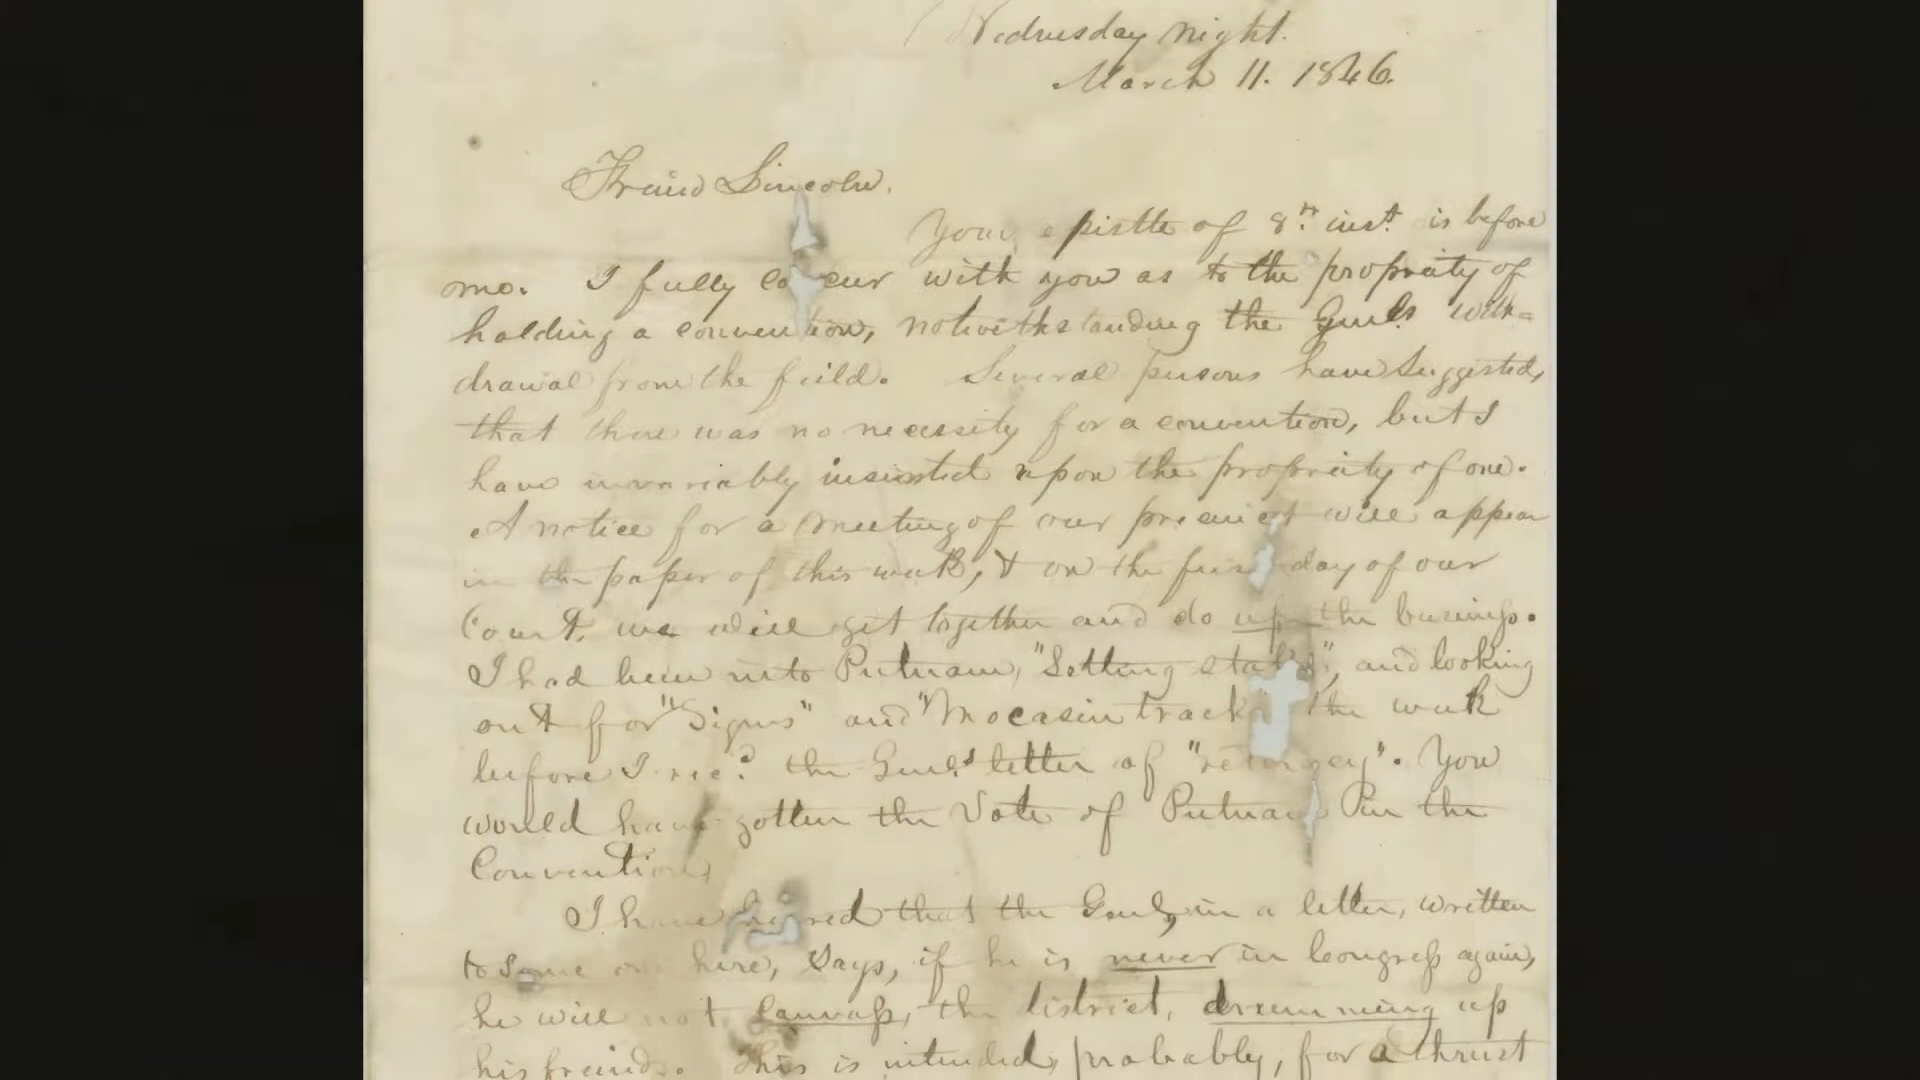 Wednesday night.
March 11. 1846.
Friend Lincoln.
Your epistle of 8th inst. is before
me. I fully concur with you as to the propriety of
holding a convention, notwithstanding the Genl's with=
drawal from the field. Several persons have suggested,
that there was no necessity for a convention, but I
have invariably insisted upon the propriety of one.
A notice for a meeting of our precinct will appear
in the paper of this week, & on the first day of our
Court, we will get together and do up the business.
I had been into Putnam, "Setting stakes", and looking
out for "Signs" and "Mocasin tracks" the week
before I recd the Genl's letter of
You
would have gotten the Vote of Putnam in the
Convention.
I have heard that the Genl, in a letter, written
to some one here, says, if he is never in Congress again,
he will not canvass, the district, drumming up
his friends. This is intended, probably, for a thrust